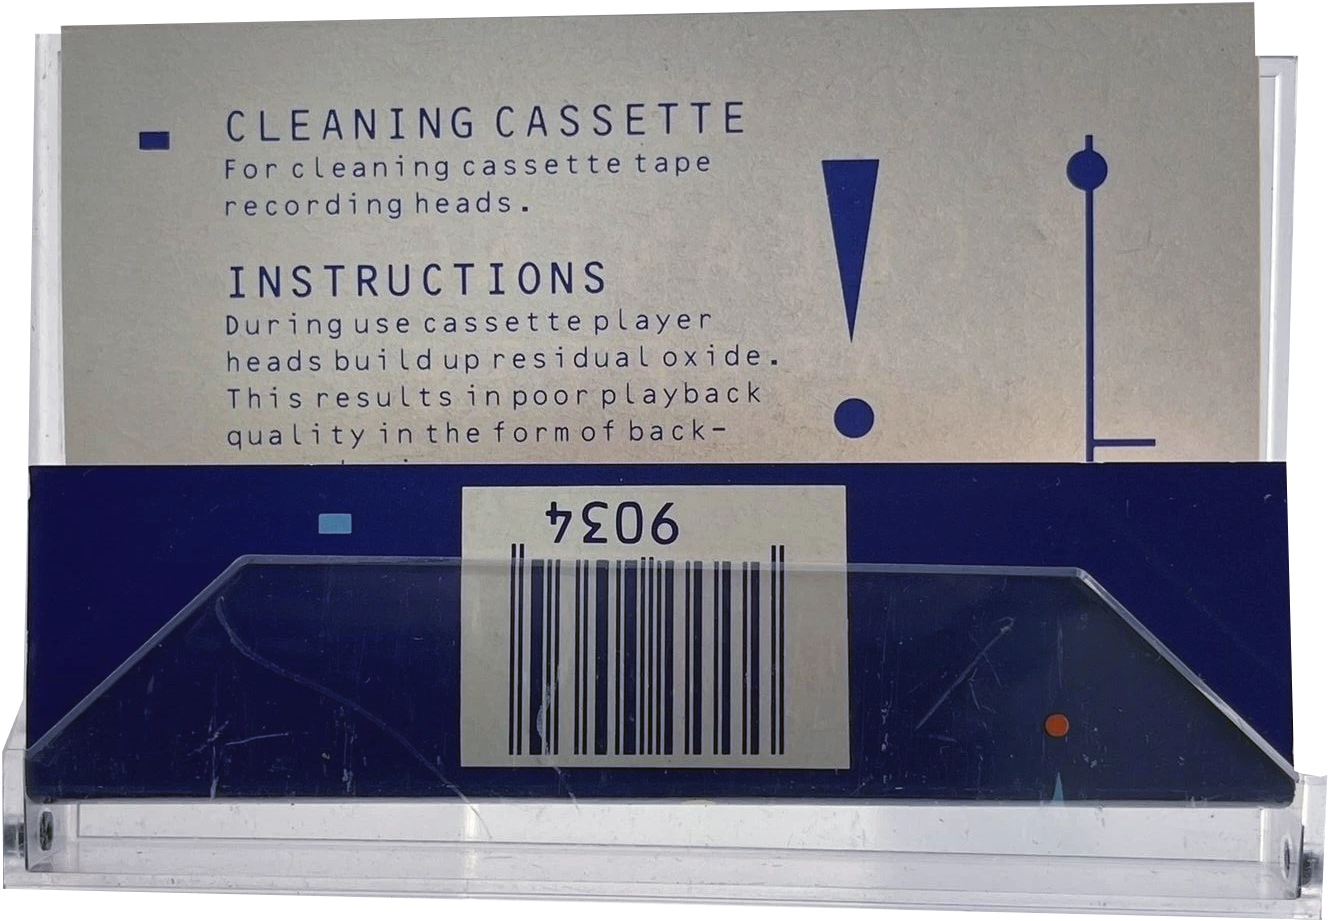 CLEANING CASSETTE
For cleaning cassette tape
recording heads.
INSTRUCTIONS
During use cassette player
heads build up residual oxide.
This results in poor playback
quality in the form of back-
9034